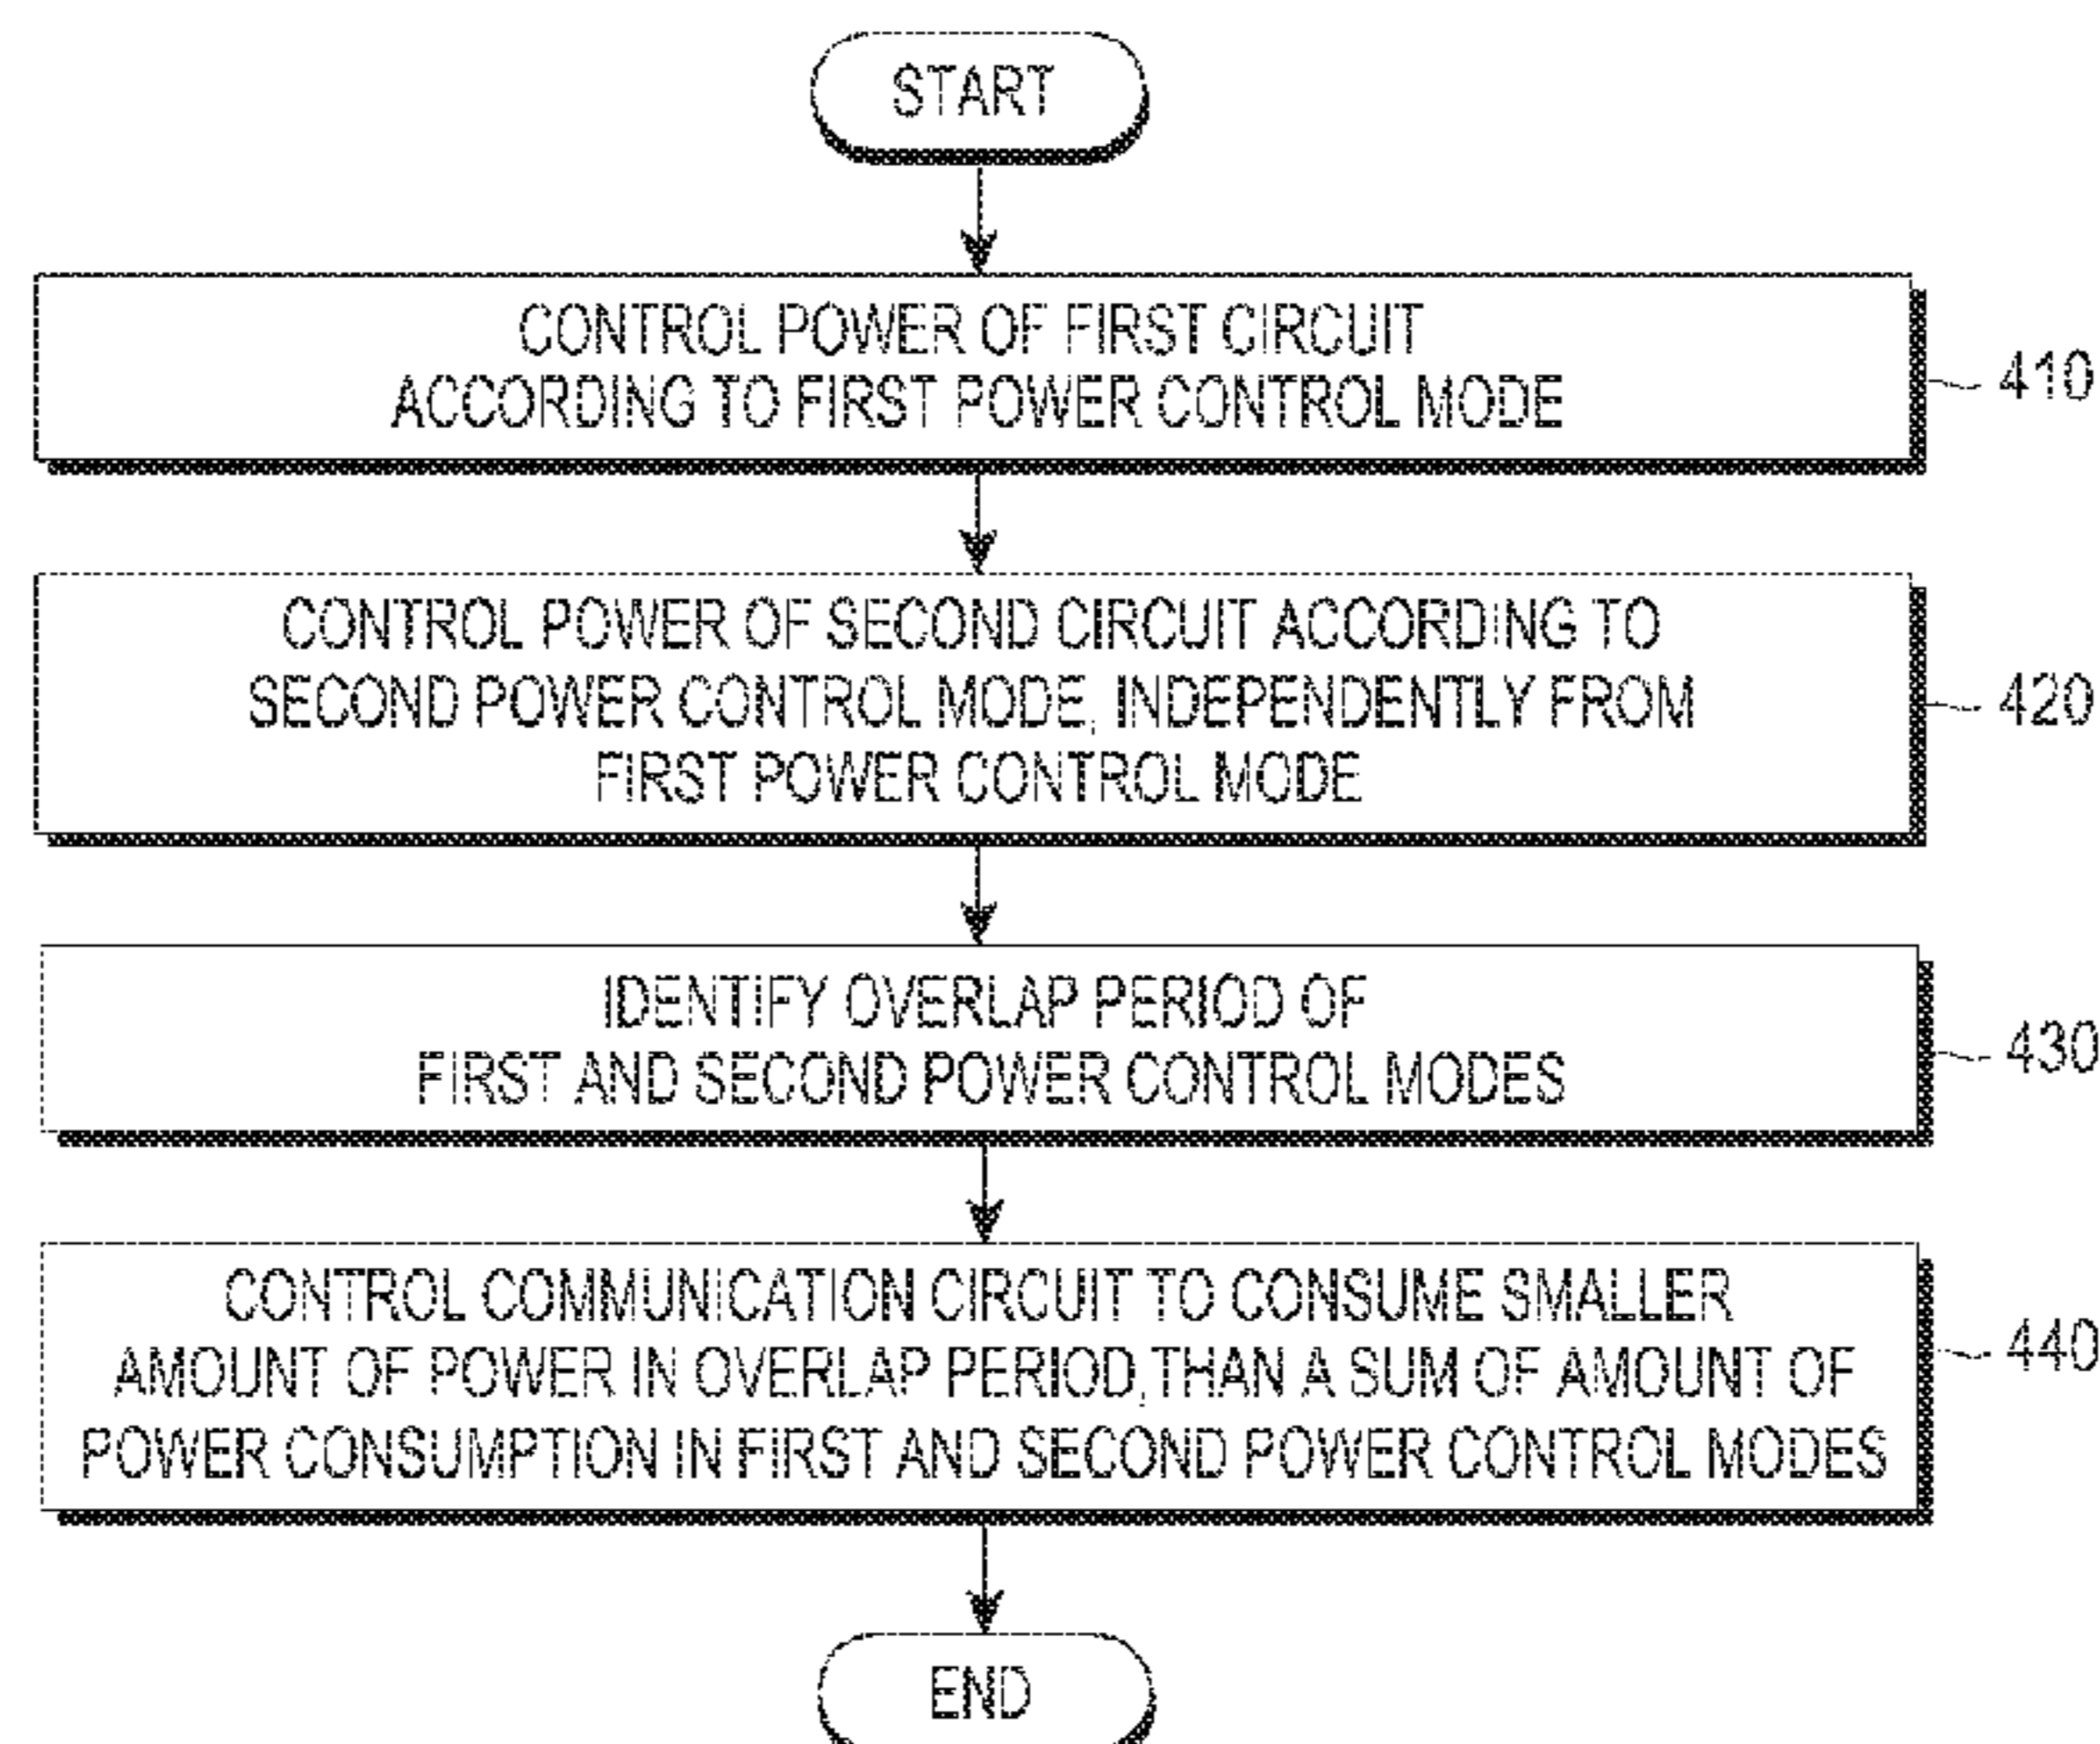 START
CONTROL POWER OF FIRST CIRCUIT
ACCORDING TO FIRST POWER CONTROL MODE
410
CONTROL POWER OF SECOND CIRCUIT ACCORDING TO
SECOND POWER CONTROL MODE, INDEPENDENTLY FROM
FIRST POWER CONTROL MODE
420
IDENTIFY OVERLAP PERIOD OF
FIRST AND SECOND POWER CONTROL MODES
430
CONTROL COMMUNICATION CIRCUIT TO CONSUME SMALLER
AMOUNT OF POWER IN OVERLAP PERIOD, THAN A SUM OF AMOUNT OF
POWER CONSUMPTION IN FIRST AND SECOND POWER CONTROL MODES
440
END